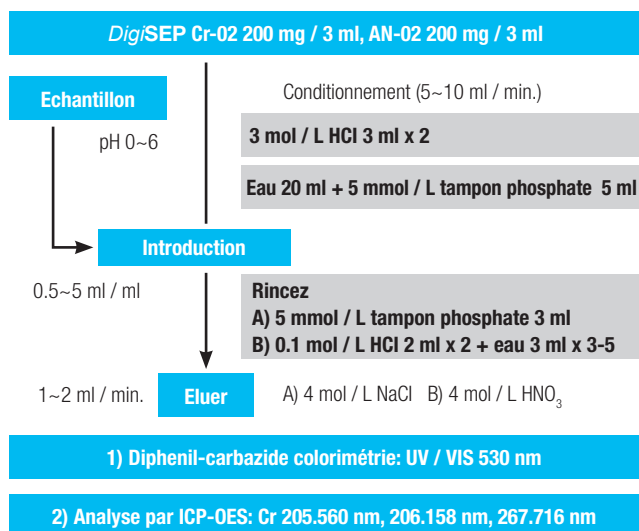 DigiSEP Cr-02 200 mg / 3 ml, AN-02 200 mg / 3 ml
Echantillon
Conditionnement (5~10 ml / min.)
pH 0~6
3 mol / L HCl 3 ml x 2
Eau 20 ml + 5 mmol / L tampon phosphate 5 ml
Introduction
0.5~5 ml / ml
Rincez
A) 5 mmol / L tampon phosphate 3 ml
B) 0.1 mol / L HCl 2 ml x 2 + eau 3 ml x 3-5
1~2 ml / min.
Eluer
A) 4 mol / L NaCl B) 4 mol / L HNO₃
1) Diphenil-carbazide colorimétrie: UV / VIS 530 nm
2) Analyse par ICP-OES: Cr 205.560 nm, 206.158 nm, 267.716 nm